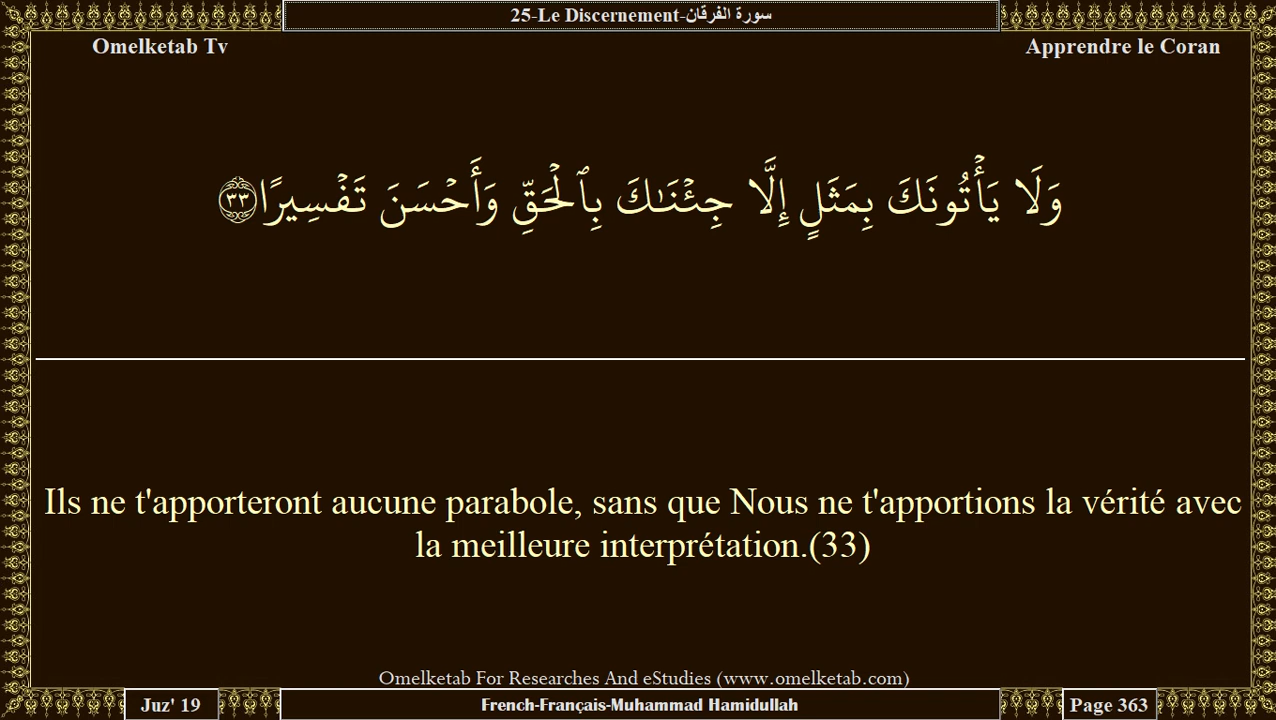 25-Le Discernement-سورة الفرقان
Omelketab Tv
Apprendre le Coran
وَلَا يَأْتُونَكَ بِمَثَلٍ إِلَّا جِئْنَٰكَ بِٱلْحَقِّ وَأَحْسَنَ تَفْسِيرًا ٣٣
Ils ne t'apporteront aucune parabole, sans que Nous ne t'apportions la vérité avec
la meilleure interprétation.(33)
Omelketab For Researches And eStudies (www.omelketab.com)
Juz' 19
French-Français-Muhammad Hamidullah
Page 363